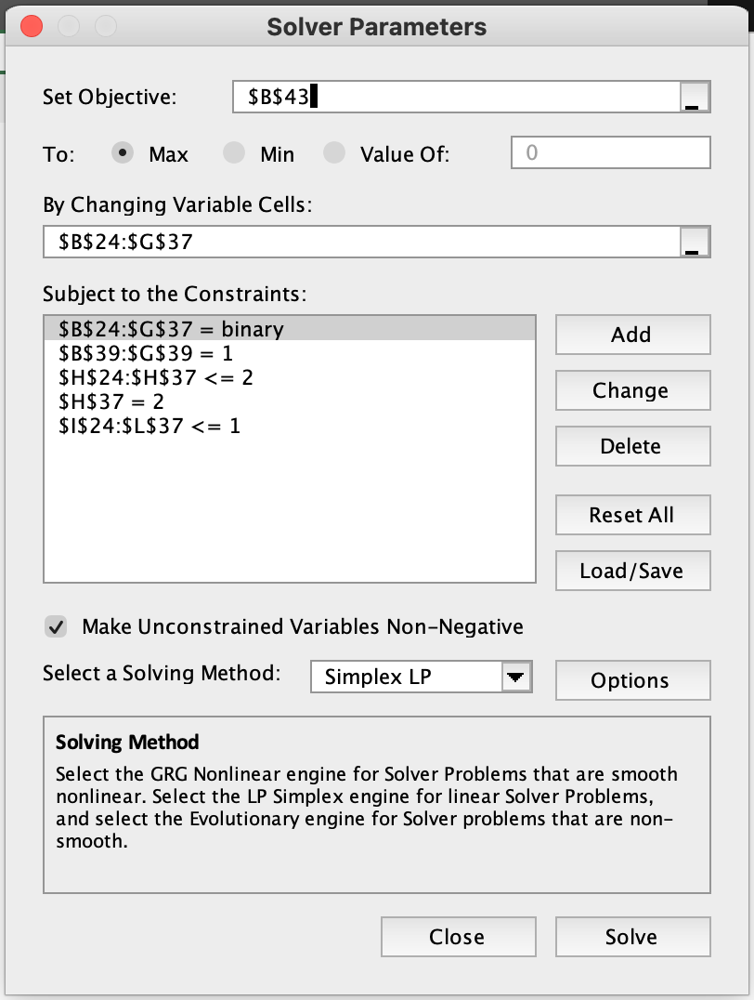 Solver Parameters
Set Objective: $B$43
To: Max Min Value Of: 0
By Changing Variable Cells:
$B$24:$G$37
Subject to the Constraints:
$B$24:$G$37 = binary
$B$39:$G$39 = 1
$H$24:$H$37 <= 2
$H$37 = 2
$I$24:$L$37 <= 1
Add
Change
Delete
Reset All
Load/Save
Make Unconstrained Variables Non-Negative
Select a Solving Method: Simplex LP Options
Solving Method
Select the GRG Nonlinear engine for Solver Problems that are smooth
nonlinear. Select the LP Simplex engine for linear Solver Problems,
and select the Evolutionary engine for Solver problems that are non-
smooth.
Close Solve